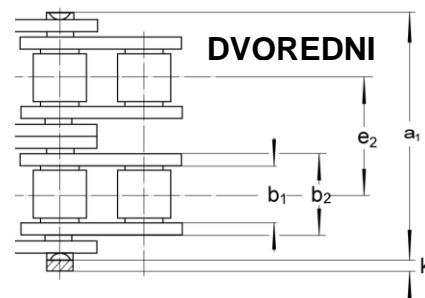 DVOREDNI
a₁
e₂
b₁ b₂
k